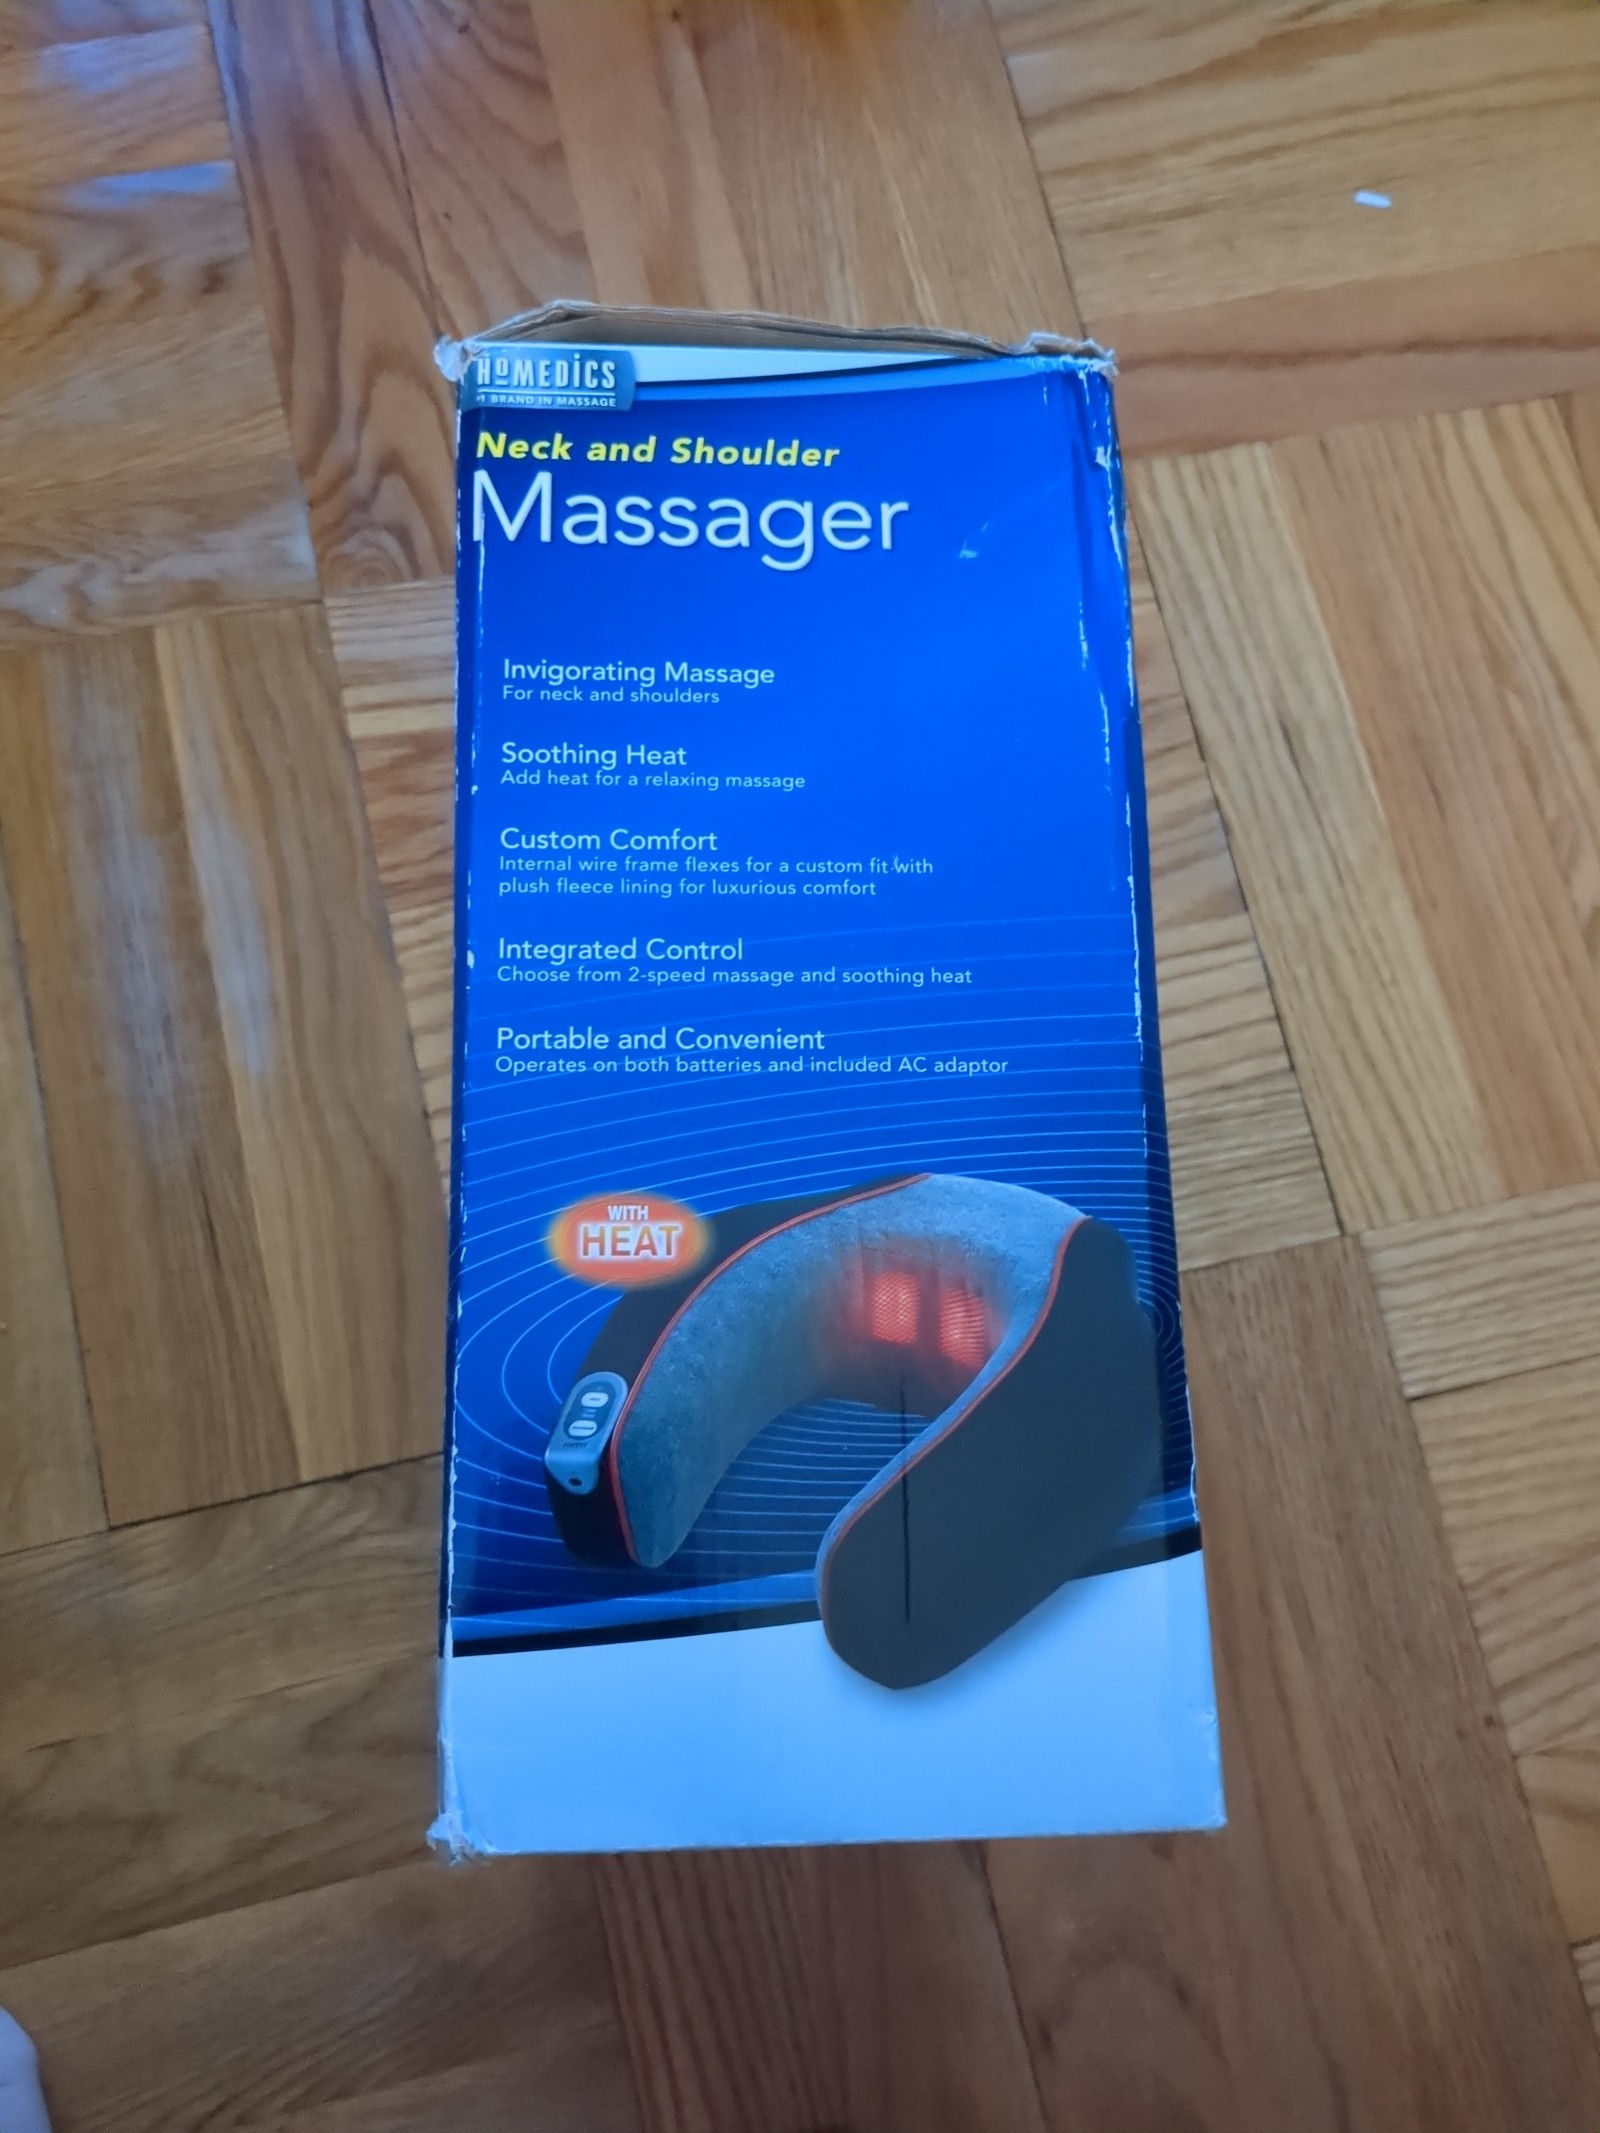 HoMEDiCS
#1 BRAND IN MASSAGE
Neck and Shoulder
Massager
Invigorating Massage
For neck and shoulders
Soothing Heat
Add heat for a relaxing massage
Custom Comfort
Internal wire frame flexes for a custom fit with
plush fleece lining for luxurious comfort
Integrated Control
Choose from 2-speed massage and soothing heat
Portable and Convenient
Operates on both batteries and included AC adaptor
WITH
HEAT